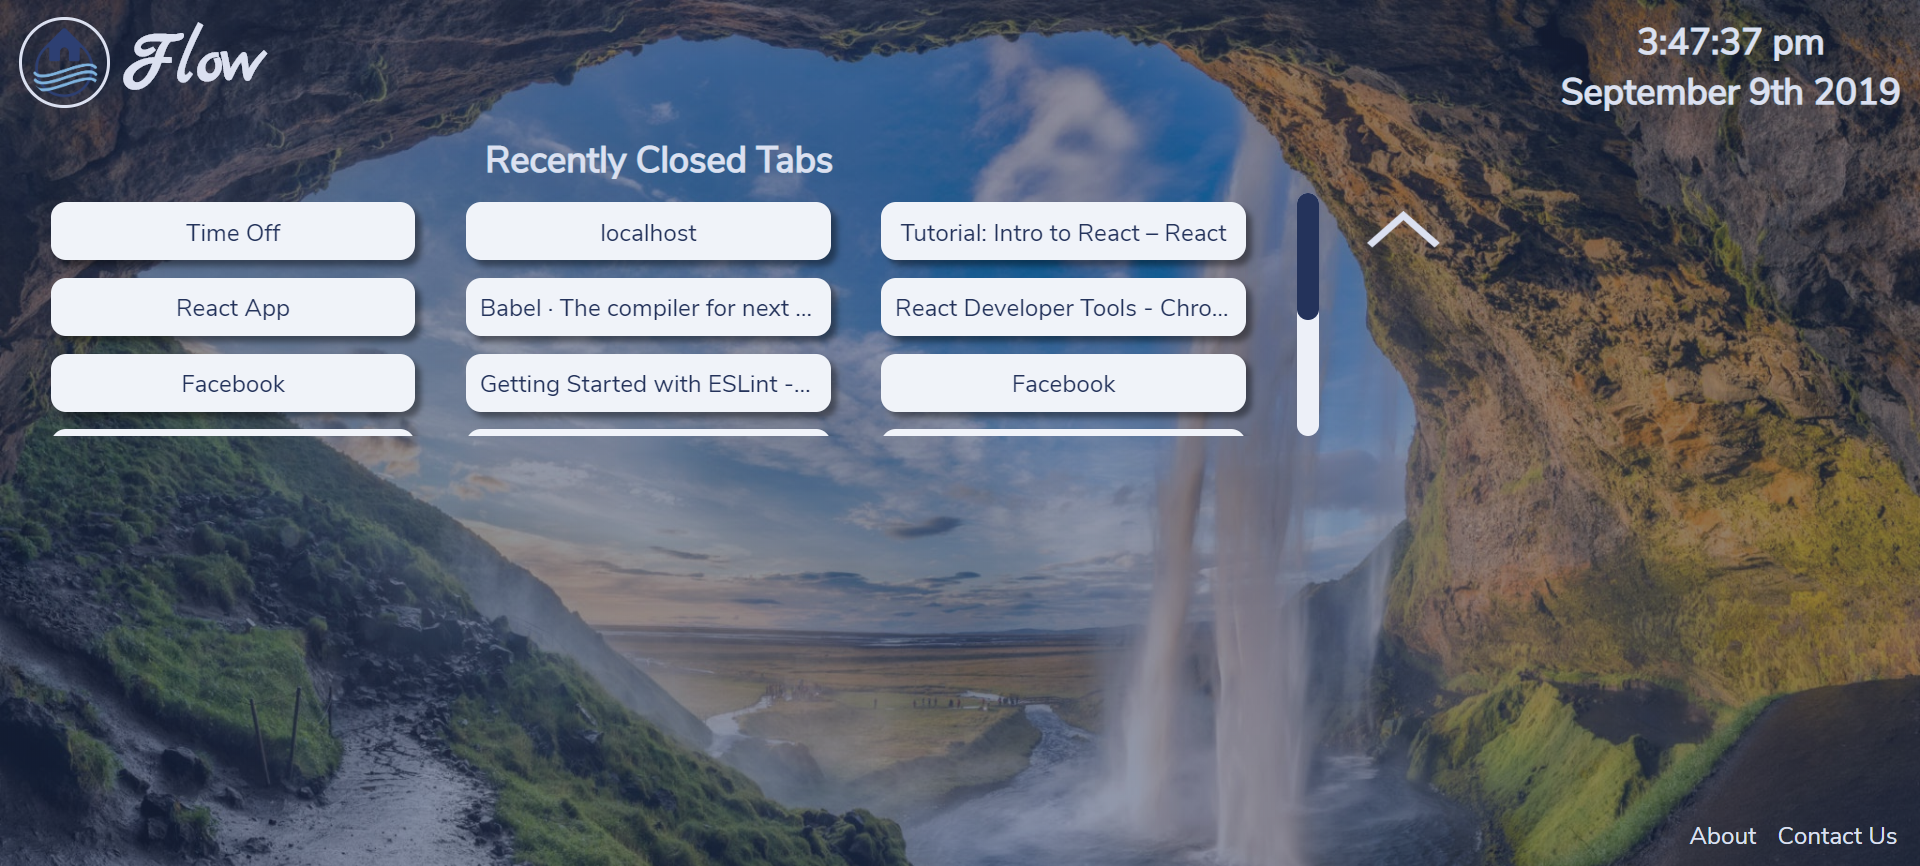 Flow
3:47:37 pm
September 9th 2019
Recently Closed Tabs
Time Off
localhost
Tutorial: Intro to React – React
React App
Babel · The compiler for next ...
React Developer Tools - Chro...
Facebook
Getting Started with ESLint -...
Facebook
About
Contact Us